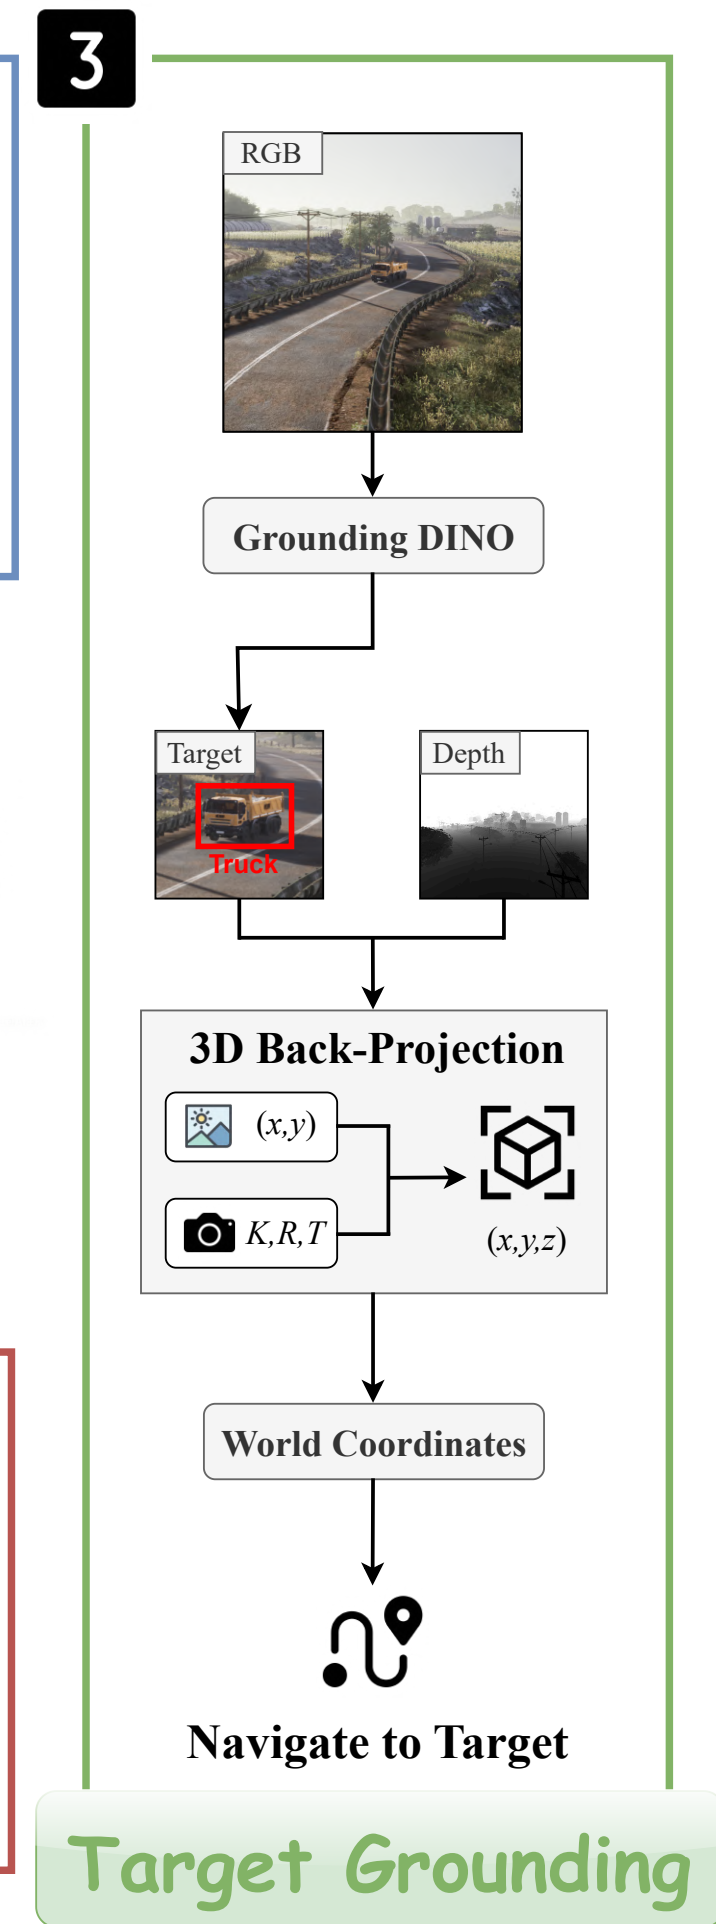 3
RGB
Grounding DINO
Target
Depth
Truck
3D Back-Projection
(x,y)
K,R,T
(x,y,z)
World Coordinates
Navigate to Target
Target Grounding